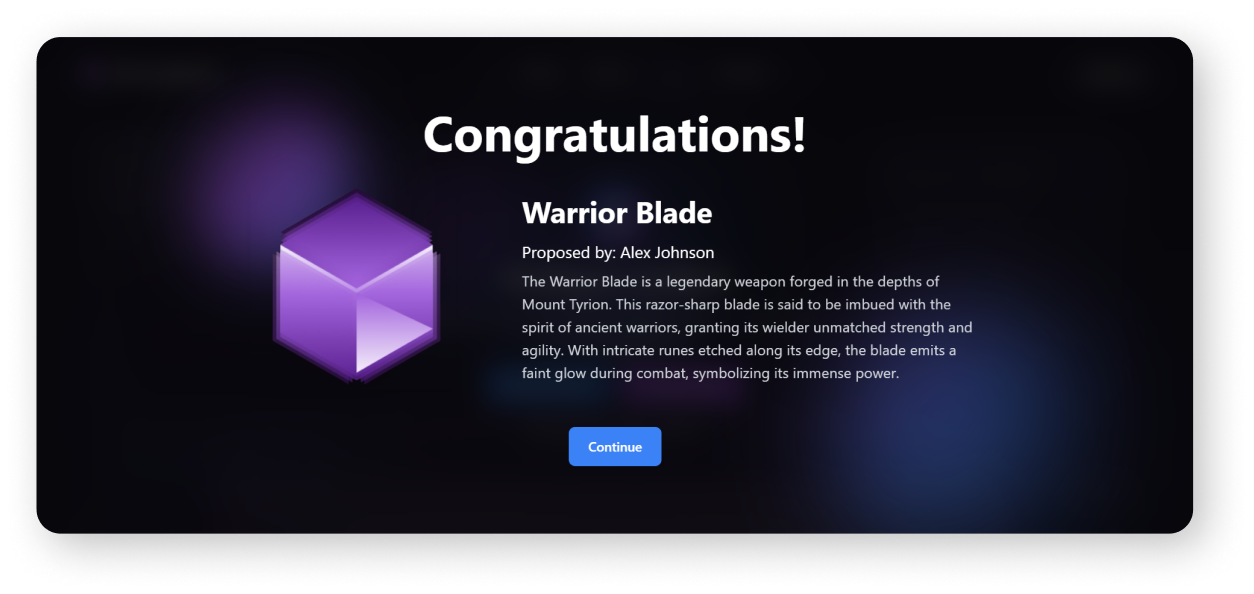 Congratulations!
Warrior Blade
Proposed by: Alex Johnson
The Warrior Blade is a legendary weapon forged in the depths of
Mount Tyrion. This razor-sharp blade is said to be imbued with the
spirit of ancient warriors, granting its wielder unmatched strength and
agility. With intricate runes etched along its edge, the blade emits a
faint glow during combat, symbolizing its immense power.
Continue